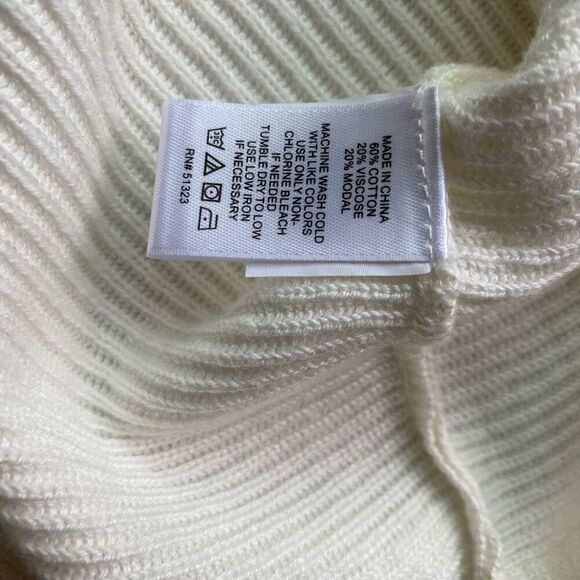 MADE IN CHINA
60% COTTON
20% VISCOSE
20% MODAL
MACHINE WASH COLD
WITH LIKE COLORS
USE ONLY NON-
CHLORINE BLEACH
IF NEEDED
TUMBLE DRY TO LOW
USE LOW IRON
IF NECESSARY
RN# 51323